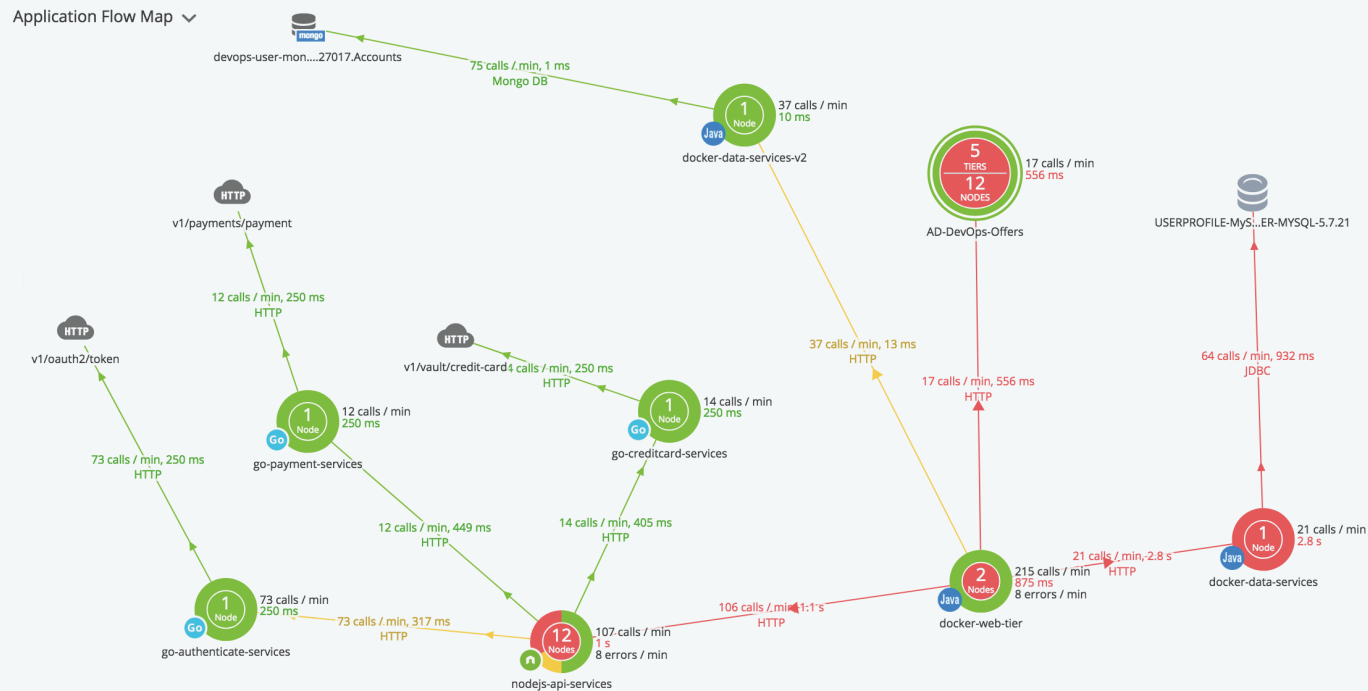 Application Flow Map
mongo
devops-user-mon....27017.Accounts
75 calls / min, 1 ms
Mongo DB
1
Node
Java
37 calls / min
10 ms
docker-data-services-v2
5
TIERS
12
NODES
17 calls / min
556 ms
AD-DevOps-Offers
USERPROFILE-MyS...ER-MYSQL-5.7.21
HTTP
v1/payments/payment
12 calls / min, 250 ms
HTTP
HTTP
v1/oauth2/token
HTTP
v1/vault/credit-card
calls / min, 250 ms
HTTP
37 calls / min, 13 ms
HTTP
17 calls / min, 556 ms
HTTP
64 calls / min, 932 ms
JDBC
1
Node
Go
12 calls / min
250 ms
go-payment-services
1
Node
Go
14 calls / min
250 ms
go-creditcard-services
73 calls / min, 250 ms
HTTP
12 calls / min, 449 ms
HTTP
14 calls / min, 405 ms
HTTP
1
Node
Java
21 calls / min
2.8 s
docker-data-services
21 calls / min, 2.8 s
HTTP
2
Nodes
Java
215 calls / min
875 ms
8 errors / min
docker-web-tier
106 calls / min, 1.1 s
HTTP
1
Node
Go
73 calls / min
250 ms
go-authenticate-services
73 calls / min, 317 ms
HTTP
12
Nodes
107 calls / min
1 s
8 errors / min
nodejs-api-services